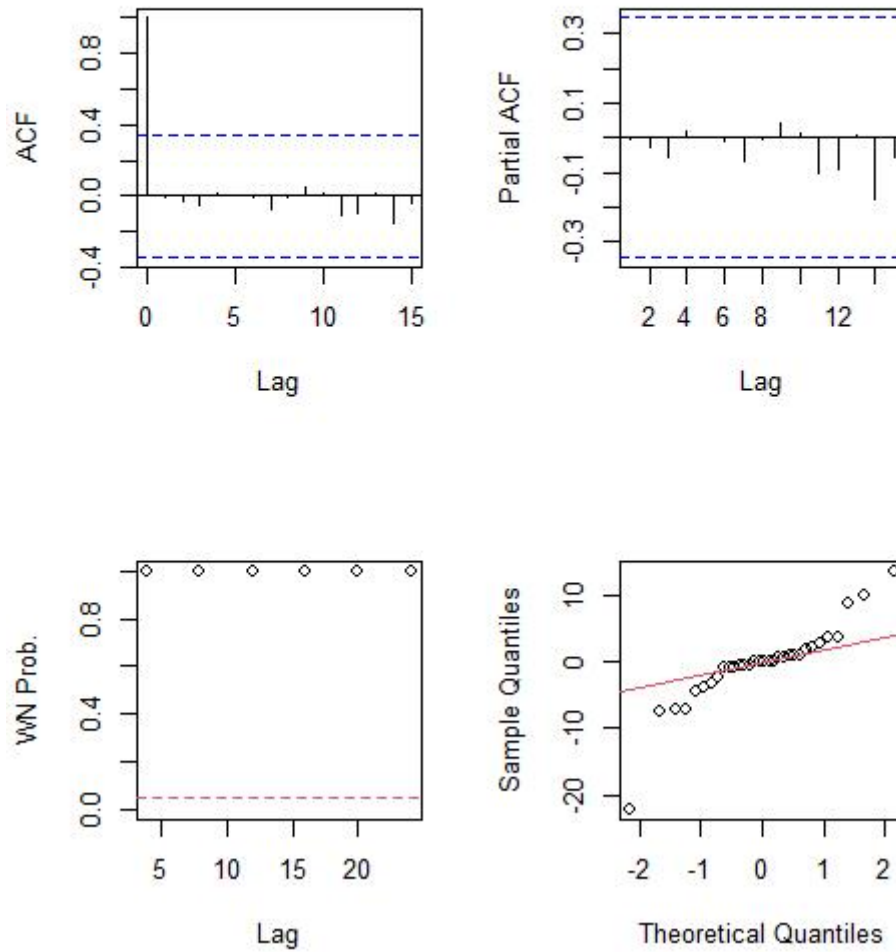 ACF
0.8
0.4
0.0
-0.4
0 5 10 15
Lag
Partial ACF
0.3
0.1
-0.1
-0.3
2 4 6 8 12
Lag
WN Prob.
0.8
0.4
0.0
5 10 15 20
Lag
Sample Quantiles
10
0
-10
-20
-2 -1 0 1 2
Theoretical Quantiles